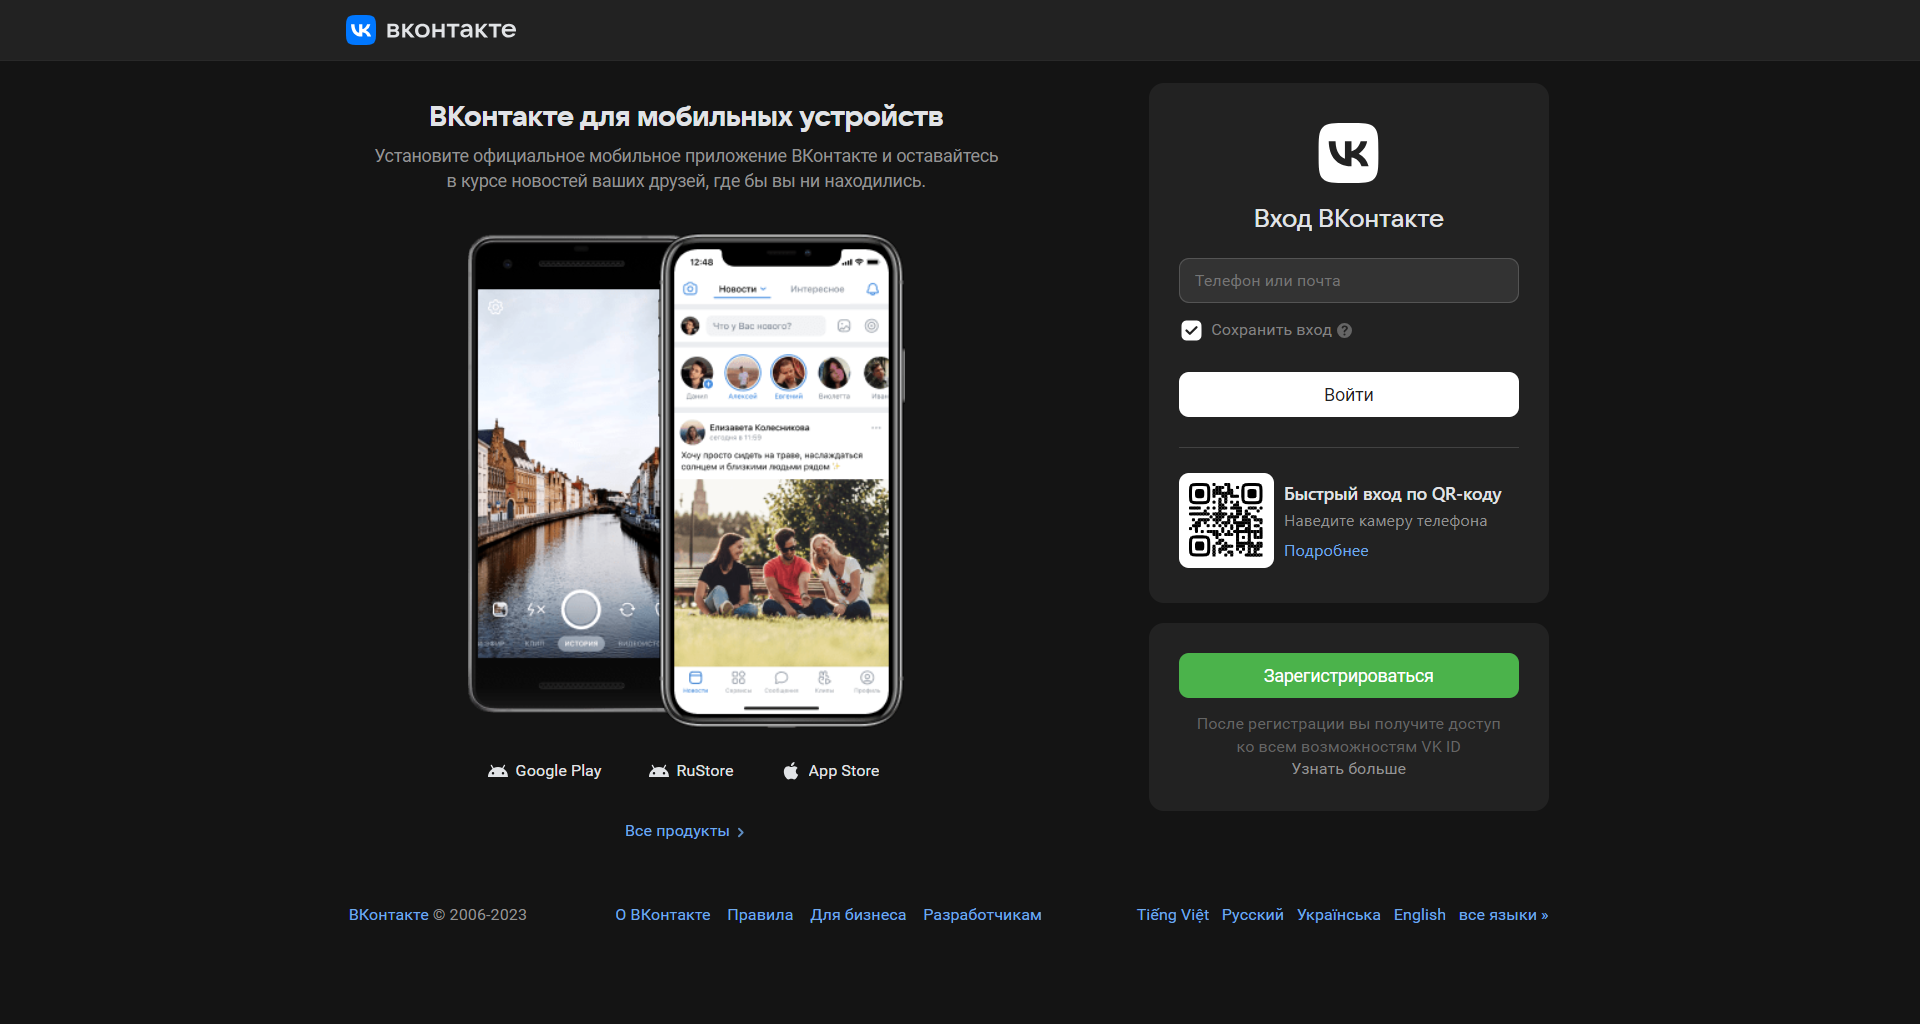 вконтакте
ВКонтакте для мобильных устройств
Установите официальное мобильное приложение ВКонтакте и оставайтесь
в курсе новостей ваших друзей, где бы вы ни находились.
12:48
Новости Интересное
Что у Вас нового?
Данил Алексей Евгений Виолетта Иван
Елизавета Колесникова
сегодня в 11:59
Хочу просто сидеть на траве, наслаждаться
солнцем и близкими людьми рядом
КЛИП ИСТОРИЯ
Новости Сервисы Сообщения Клипы Профиль
Google Play RuStore App Store
Все продукты
VK
Вход ВКонтакте
Телефон или почта
Сохранить вход
Войти
Быстрый вход по QR-коду
Наведите камеру телефона
Подробнее
Зарегистрироваться
После регистрации вы получите доступ
ко всем возможностям VK ID
Узнать больше
ВКонтакте © 2006-2023 О ВКонтакте Правила Для бизнеса Разработчикам Tiếng Việt Русский Українська English все языки »